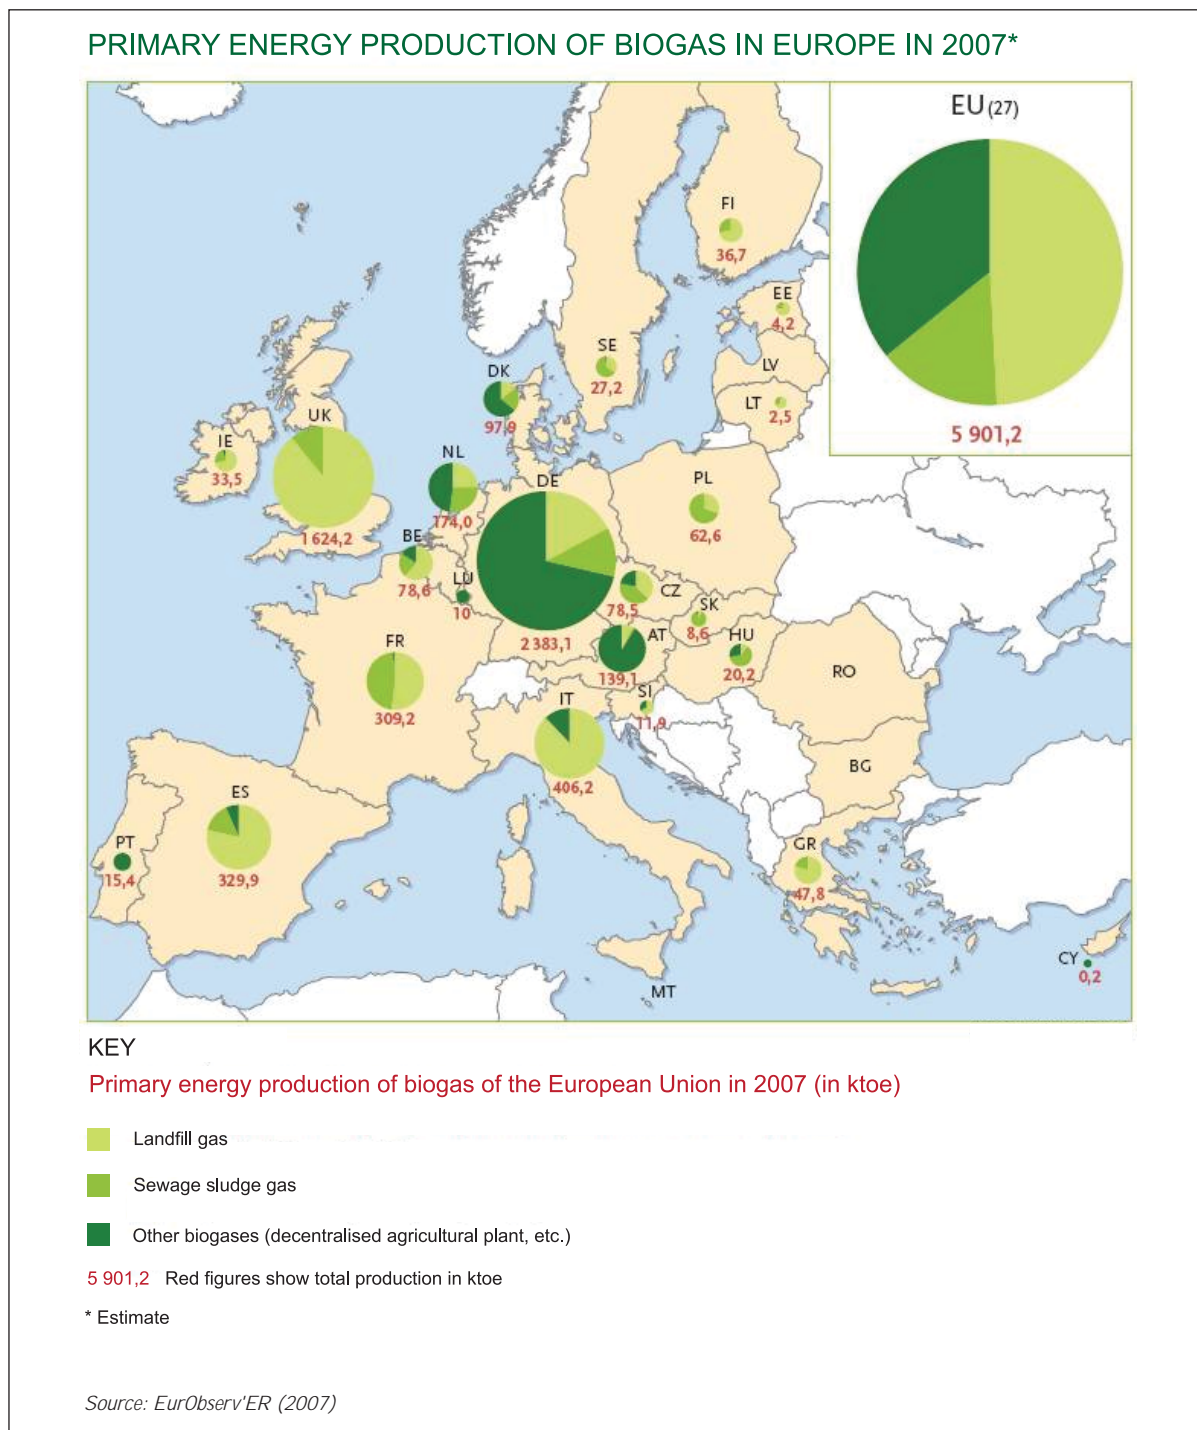 PRIMARY ENERGY PRODUCTION OF BIOGAS IN EUROPE IN 2007*
EU (27)
5 901,2
FI
36,7
EE
4,2
SE
27,2
LV
DK
97,9
LT
2,5
UK
1 624,2
IE
33,5
NL
174,0
DE
2 383,1
PL
62,6
BE
78,6
LU
10
CZ
78,5
SK
8,6
AT
139,1
HU
20,2
FR
309,2
RO
SI
11,9
IT
406,2
BG
ES
329,9
PT
15,4
GR
47,8
CY
0,2
MT
KEY
Primary energy production of biogas of the European Union in 2007 (in ktoe)
Landfill gas
Sewage sludge gas
Other biogases (decentralised agricultural plant, etc.)
5 901,2 Red figures show total production in ktoe
* Estimate
Source: EurObserv'ER (2007)